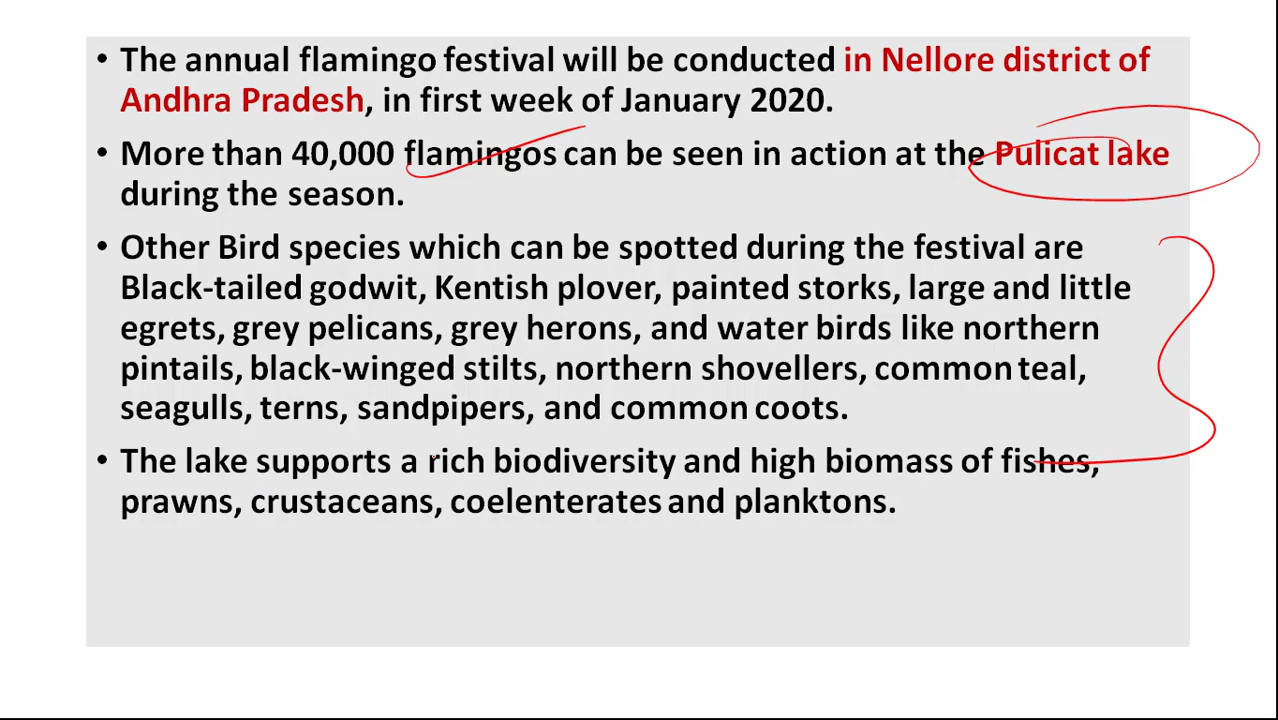 • The annual flamingo festival will be conducted in Nellore district of
Andhra Pradesh, in first week of January 2020.
• More than 40,000 flamingos can be seen in action at the Pulicat lake
during the season.
• Other Bird species which can be spotted during the festival are
Black-tailed godwit, Kentish plover, painted storks, large and little
egrets, grey pelicans, grey herons, and water birds like northern
pintails, black-winged stilts, northern shovellers, common teal,
seagulls, terns, sandpipers, and common coots.
• The lake supports a rich biodiversity and high biomass of fishes,
prawns, crustaceans, coelenterates and planktons.